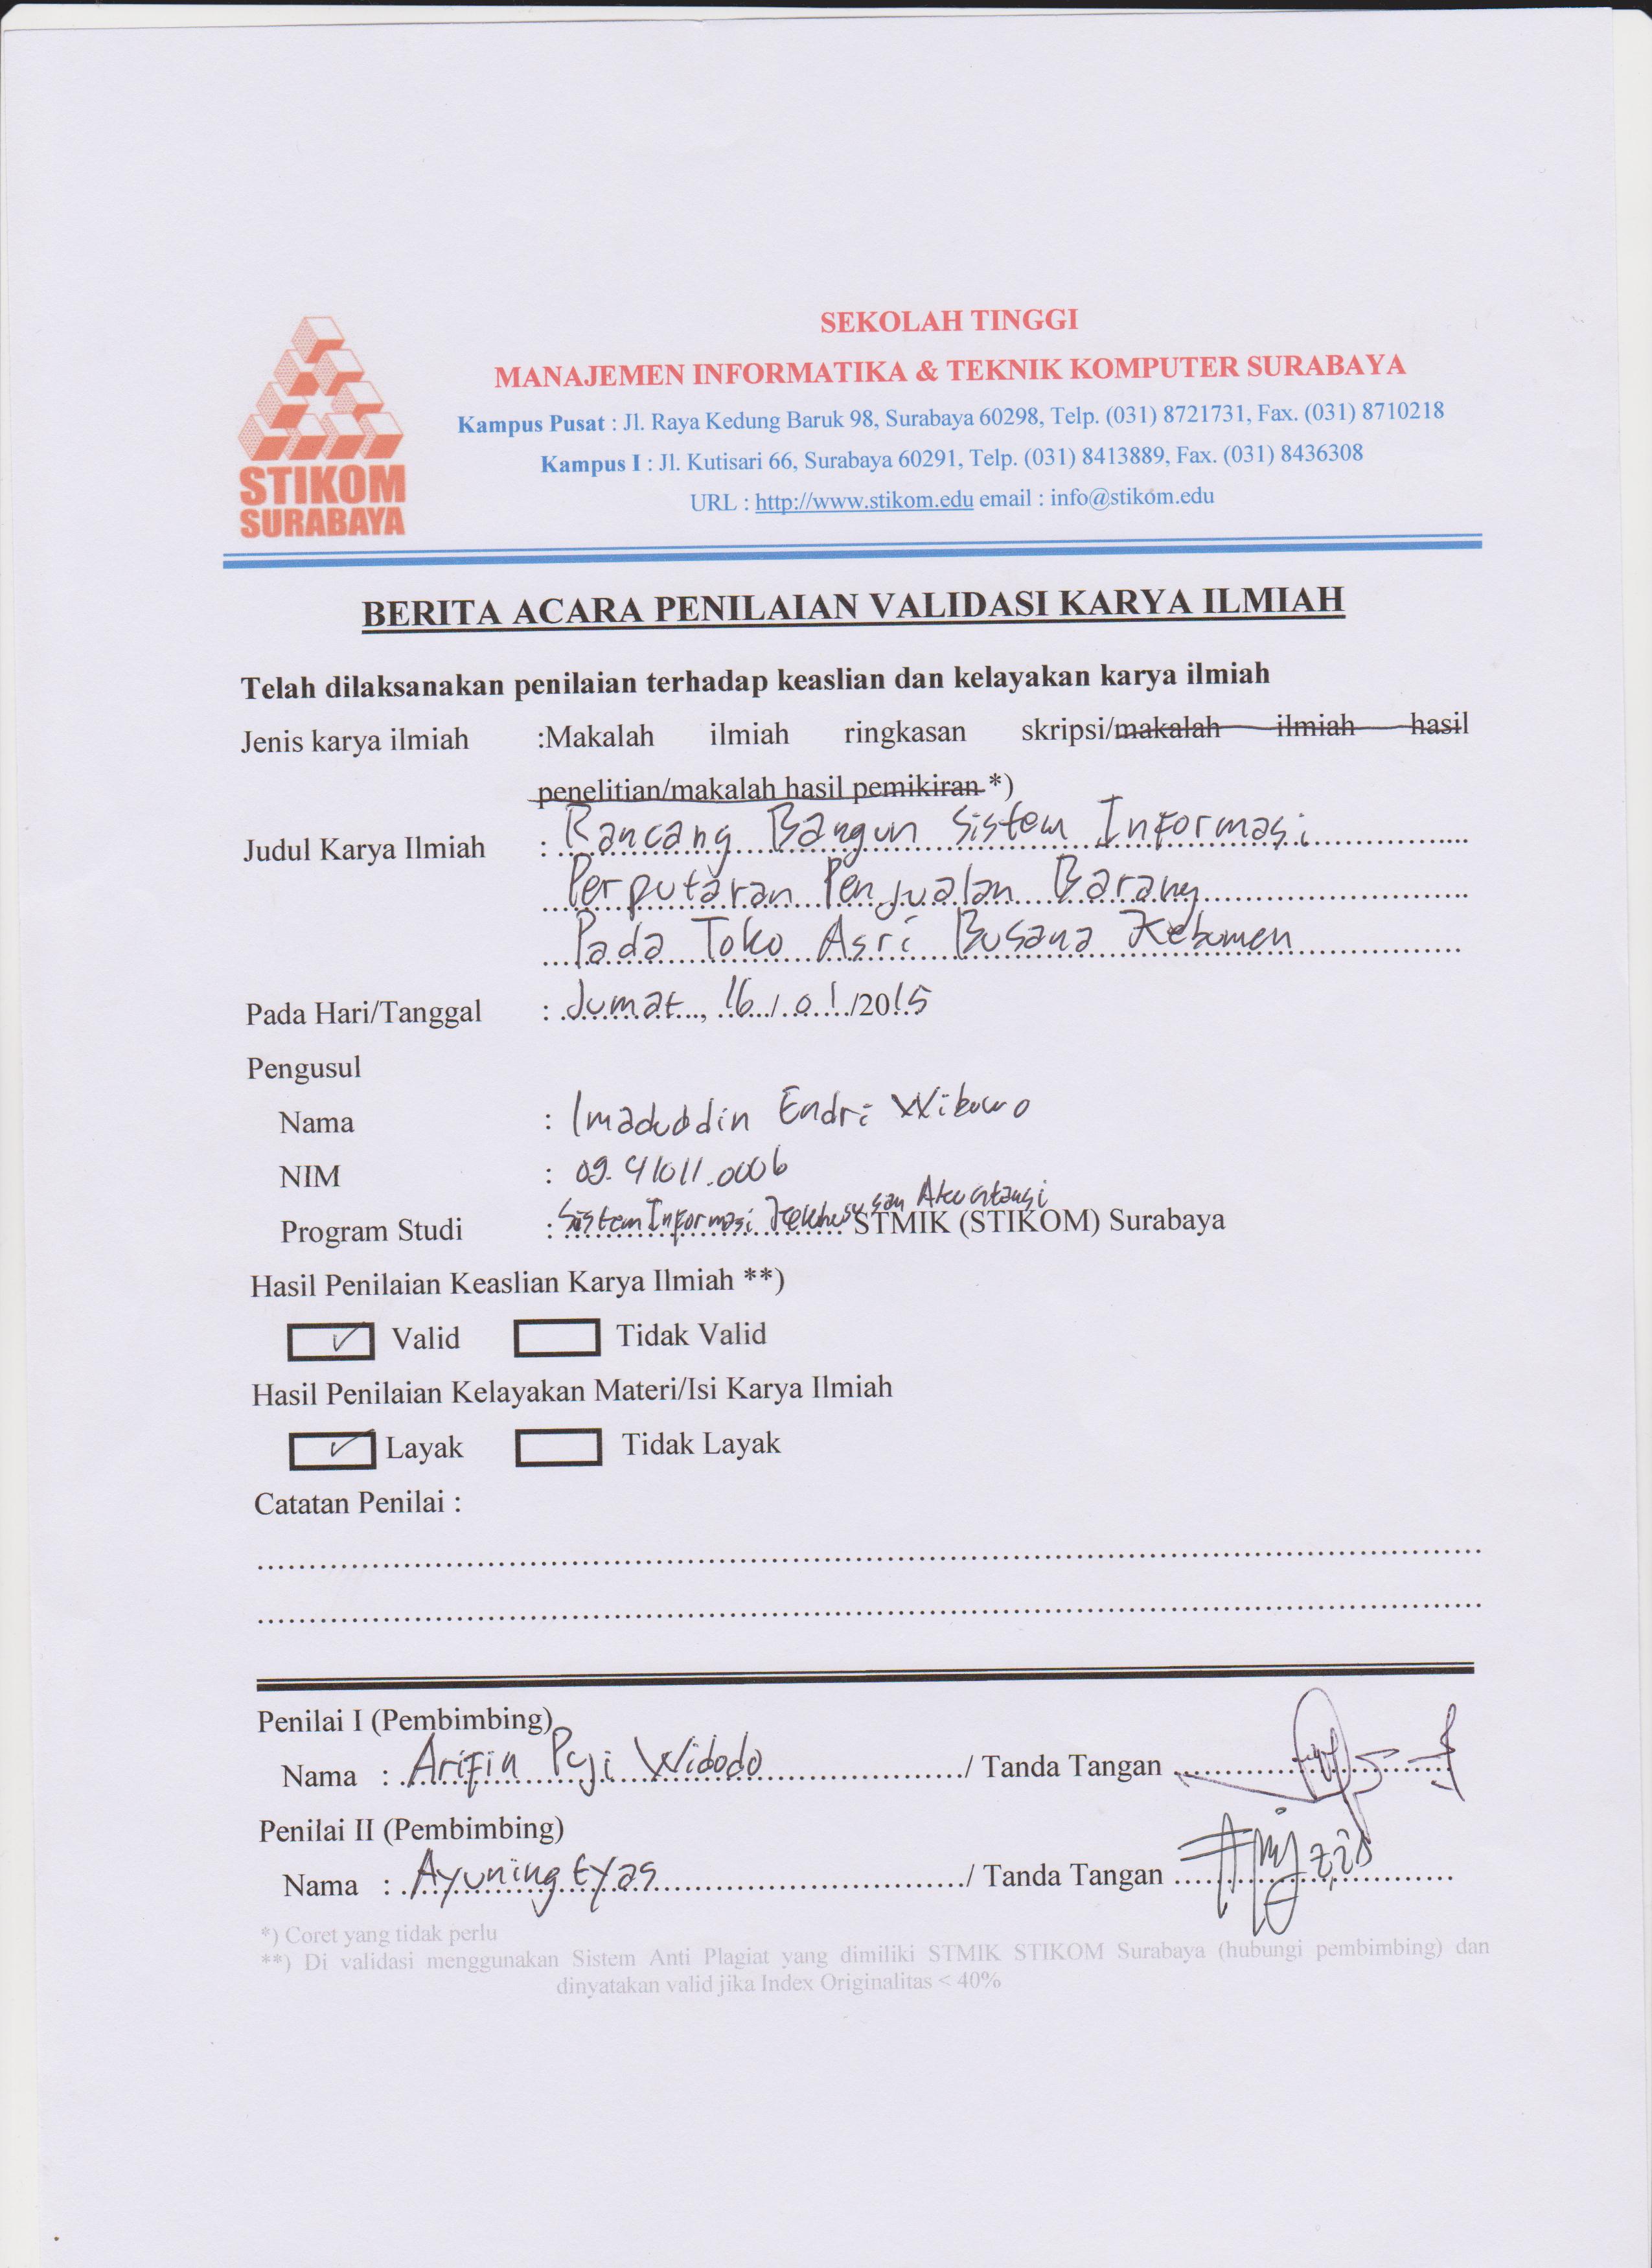 STIKOM
SURABAYA
SEKOLAH TINGGI
MANAJEMEN INFORMATIKA & TEKNIK KOMPUTER SURABAYA
Kampus Pusat : Jl. Raya Kedung Baruk 98, Surabaya 60298, Telp. (031) 8721731, Fax. (031) 8710218
Kampus I : Jl. Kutisari 66, Surabaya 60291, Telp. (031) 8413889, Fax. (031) 8436308
URL : http://www.stikom.edu email : info@stikom.edu
BERITA ACARA PENILAIAN VALIDASI KARYA ILMIAH
Telah dilaksanakan penilaian terhadap keaslian dan kelayakan karya ilmiah
Jenis karya ilmiah :Makalah ilmiah ringkasan skripsi/makalah ilmiah hasil
penelitian/makalah hasil pemikiran *)
Judul Karya Ilmiah : Rancang Bangun Sistem Informasi
Perputaran Penjualan Barang
Pada Toko Asri Busana Kebumen
Pada Hari/Tanggal : Jumat, 16/01/2015
Pengusul
Nama : Imaduddin Endri Wibowo
NIM : 09.41011.0006
Program Studi : Sistem Informasi Kekhususan Akuntansi STMIK (STIKOM) Surabaya
Hasil Penilaian Keaslian Karya Ilmiah **)
✓ Valid Tidak Valid
Hasil Penilaian Kelayakan Materi/Isi Karya Ilmiah
✓ Layak Tidak Layak
Catatan Penilai :
Penilai I (Pembimbing)
Nama : Arifin Puji Widodo / Tanda Tangan
Penilai II (Pembimbing)
Nama : Ayuningtyas / Tanda Tangan
*) Coret yang tidak perlu
**) Di validasi menggunakan Sistem Anti Plagiat yang dimiliki STMIK STIKOM Surabaya (hubungi pembimbing) dan
dinyatakan valid jika Index Originalitas < 40%